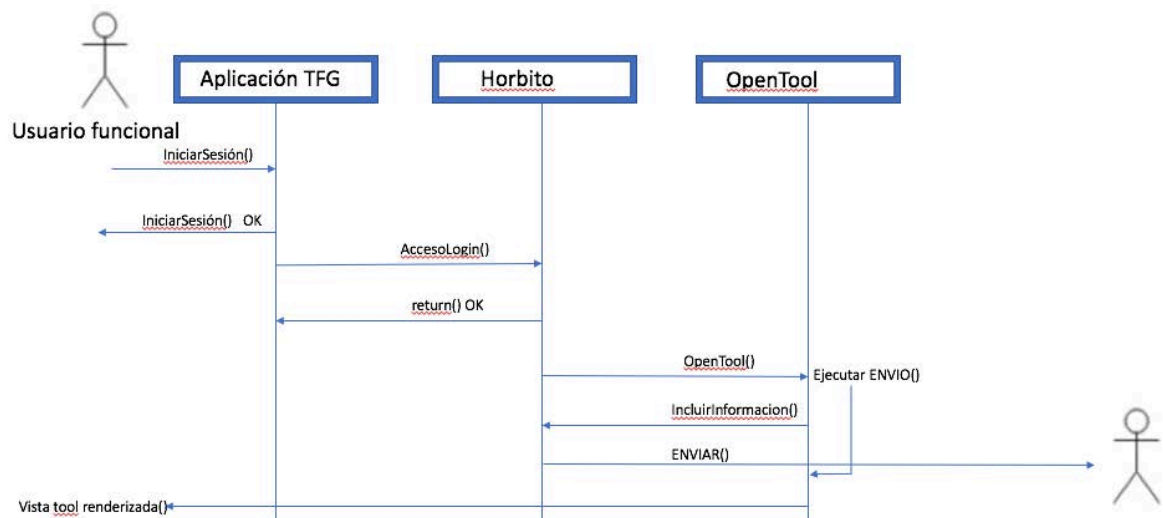 Aplicación TFG
Horbito
OpenTool
Usuario funcional
IniciarSesión()
IniciarSesión() OK
AccesoLogin()
return() OK
OpenTool()
Ejecutar ENVIO()
IncluirInformacion()
ENVIAR()
Vista tool renderizada()